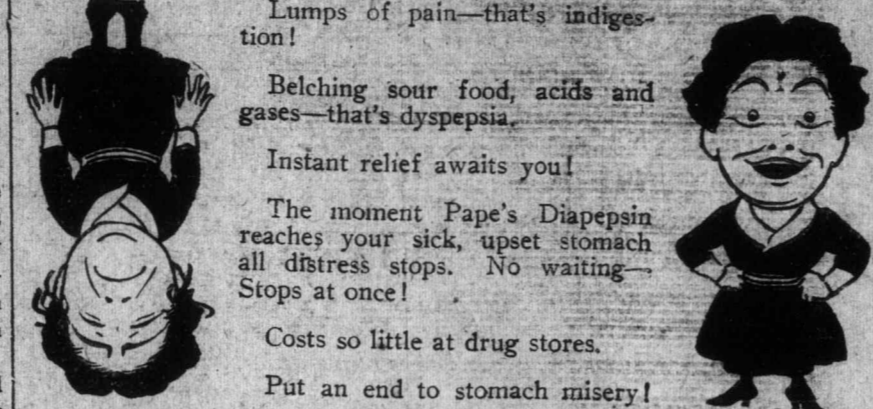 Lumps of pain—that's indiges-
tion!
Belching sour food, acids and
gases—that's dyspepsia.
Instant relief awaits you!
The moment Pape's Diapepsin
reaches your sick, upset stomach
all distress stops. No waiting—
Stops at once!
Costs so little at drug stores.
Put an end to stomach misery!